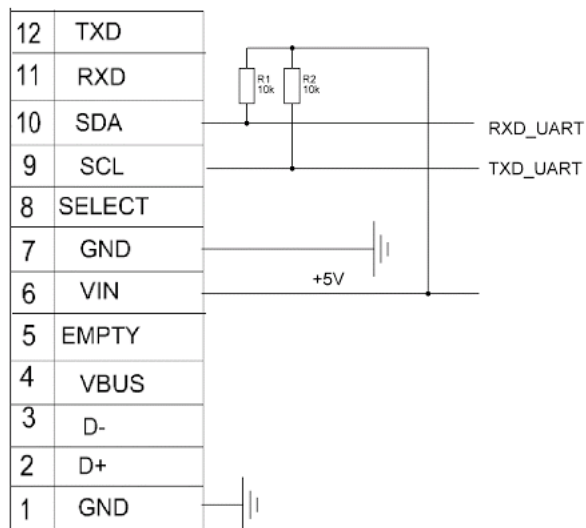 12 TXD
11 RXD
R1 10k
R2 10k
10 SDA
RXD_UART
9 SCL
TXD_UART
8 SELECT
7 GND
+5V
6 VIN
5 EMPTY
4 VBUS
3 D-
2 D+
1 GND